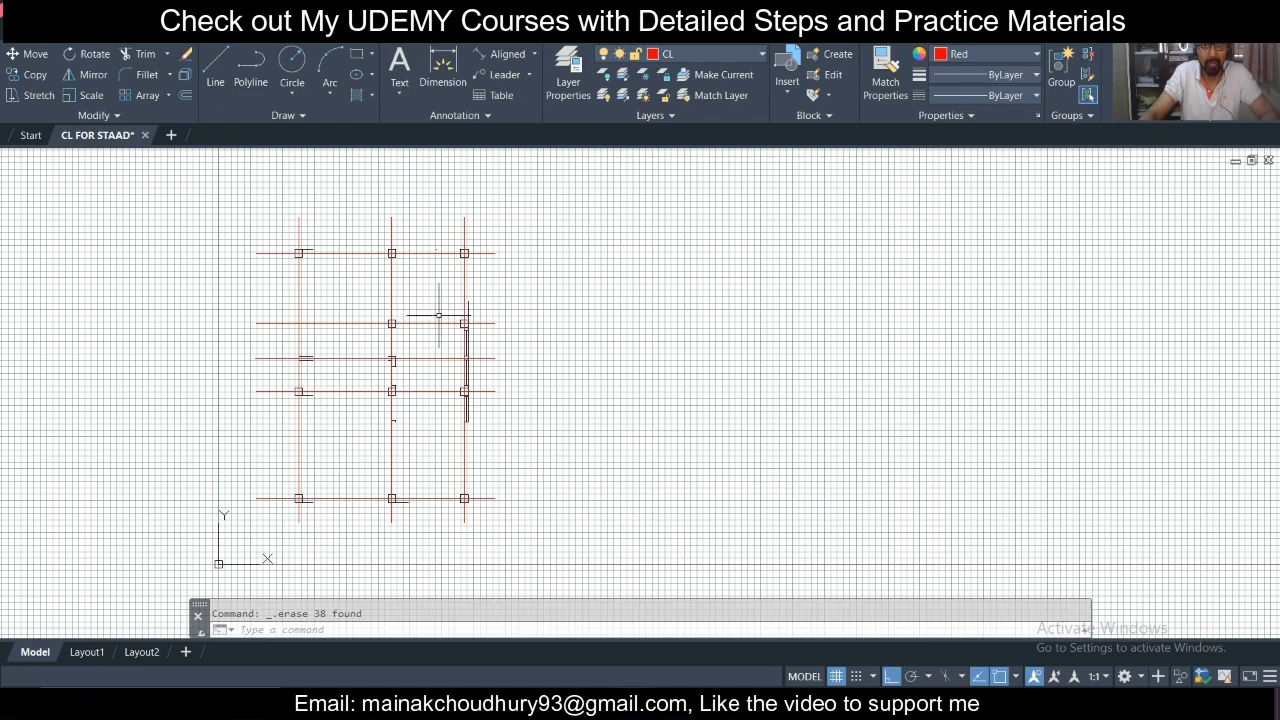 Check out My UDEMY Courses with Detailed Steps and Practice Materials
Move Rotate Trim Line Polyline Circle Arc Text Dimension Aligned Layer Properties CL Insert Create Match Properties Red Group
Copy Mirror Fillet Leader Make Current Edit ByLayer
Stretch Scale Array Table Match Layer ByLayer
Modify Draw Annotation Layers Block Properties Groups
Start CL FOR STAAD*
Y
X
Command: _.erase 38 found
Type a command
Activate Windows
Go to Settings to activate Windows.
Model Layout1 Layout2
MODEL 1:1
Email: mainakchoudhury93@gmail.com, Like the video to support me